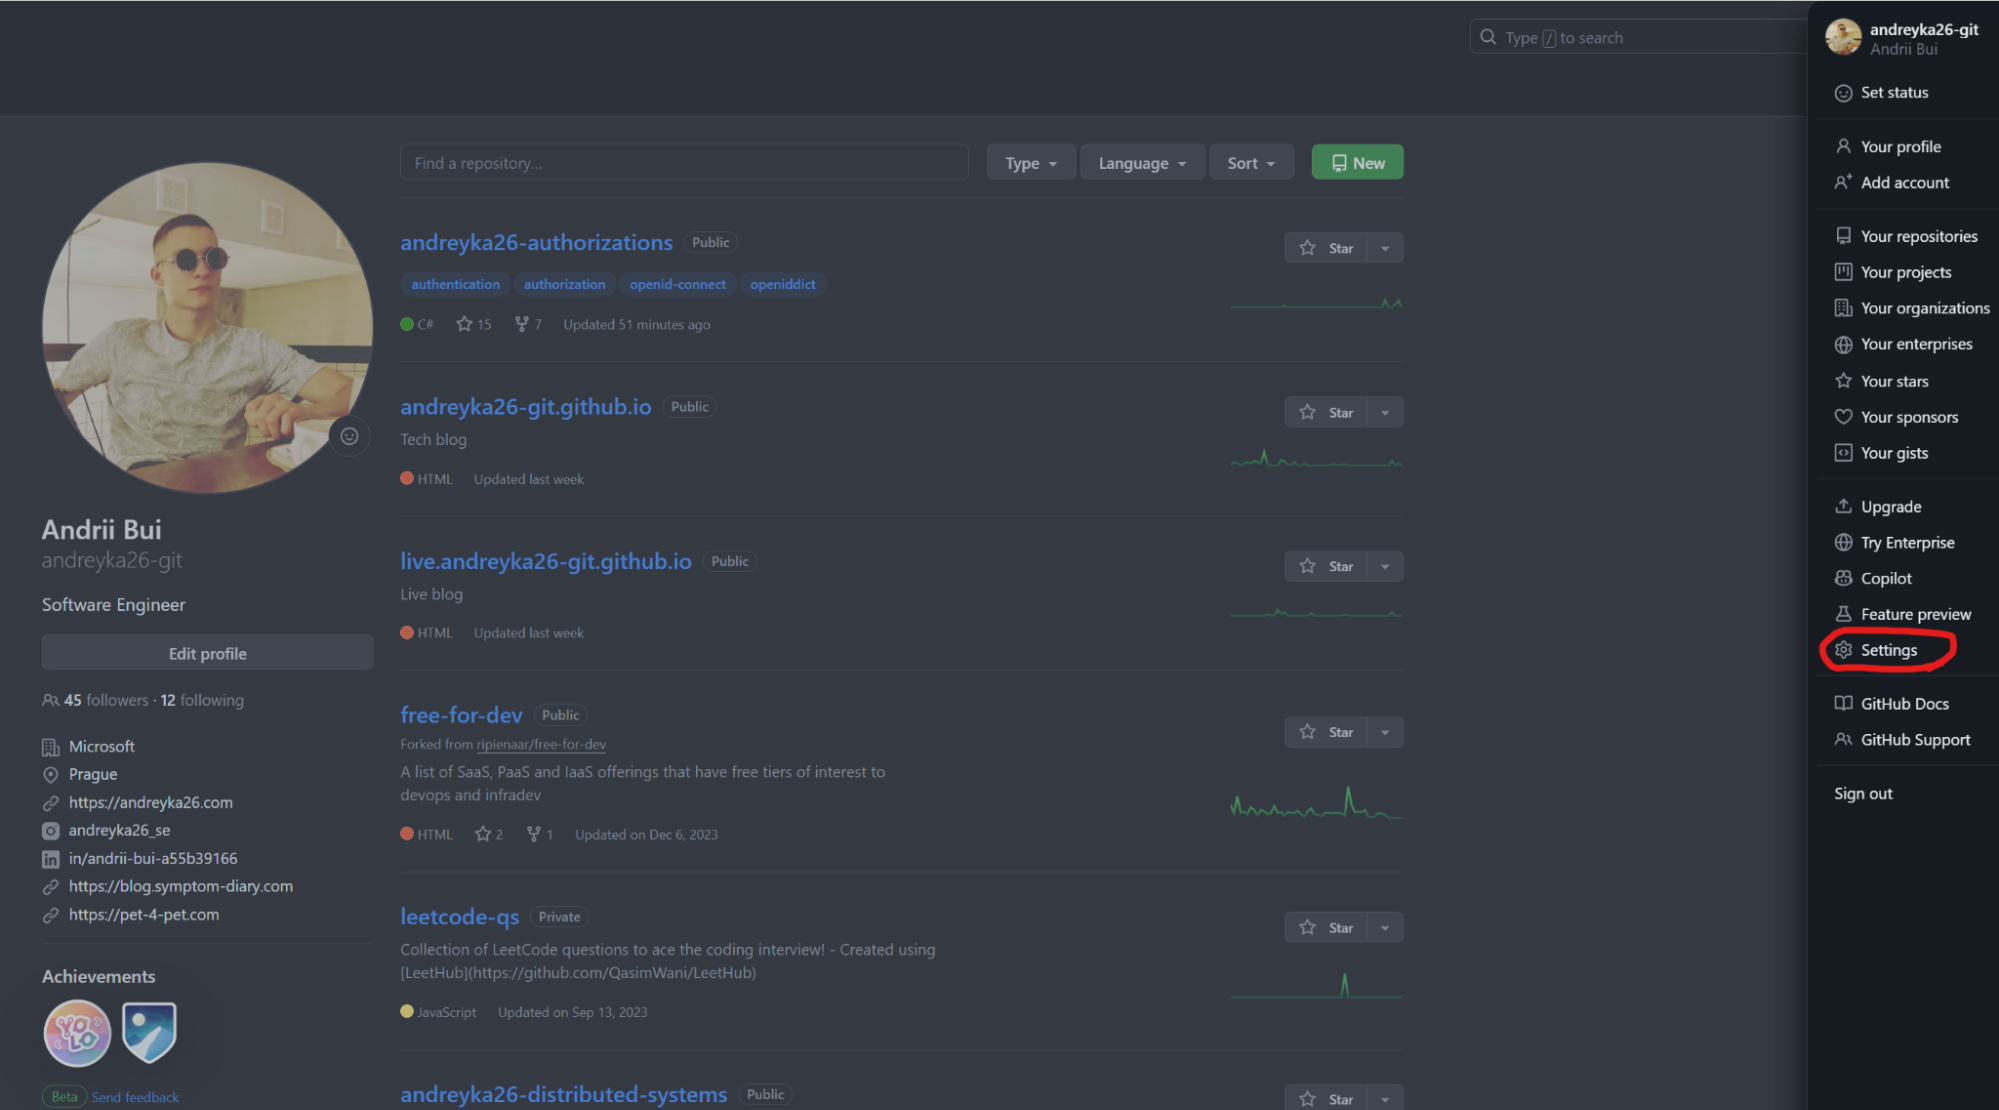 Type / to search
andreyka26-git
Andrii Bui
Set status
Your profile
Add account
Your repositories
Your projects
Your organizations
Your enterprises
Your stars
Your sponsors
Your gists
Upgrade
Try Enterprise
Copilot
Feature preview
Settings
GitHub Docs
GitHub Support
Sign out
Andrii Bui
andreyka26-git
Software Engineer
Edit profile
45 followers · 12 following
Microsoft
Prague
https://andreyka26.com
andreyka26_se
in/andrii-bui-a55b39166
https://blog.symptom-diary.com
https://pet-4-pet.com
Achievements
YOLO
Beta Send feedback
Find a repository... Type Language Sort New
andreyka26-authorizations Public Star
authentication authorization openid-connect openiddict
C# 15 7 Updated 51 minutes ago
andreyka26-git.github.io Public Star
Tech blog
HTML Updated last week
live.andreyka26-git.github.io Public Star
Live blog
HTML Updated last week
free-for-dev Public Star
Forked from ripienaar/free-for-dev
A list of SaaS, PaaS and IaaS offerings that have free tiers of interest to
devops and infradev
HTML 2 1 Updated on Dec 6, 2023
leetcode-qs Private Star
Collection of LeetCode questions to ace the coding interview! - Created using
[LeetHub](https://github.com/QasimWani/LeetHub)
JavaScript Updated on Sep 13, 2023
andreyka26-distributed-systems Public Star